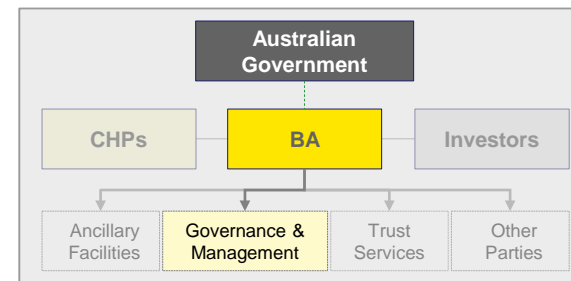 Australian
Government
CHPs
BA
Investors
Ancillary
Facilities
Governance &
Management
Trust
Services
Other
Parties